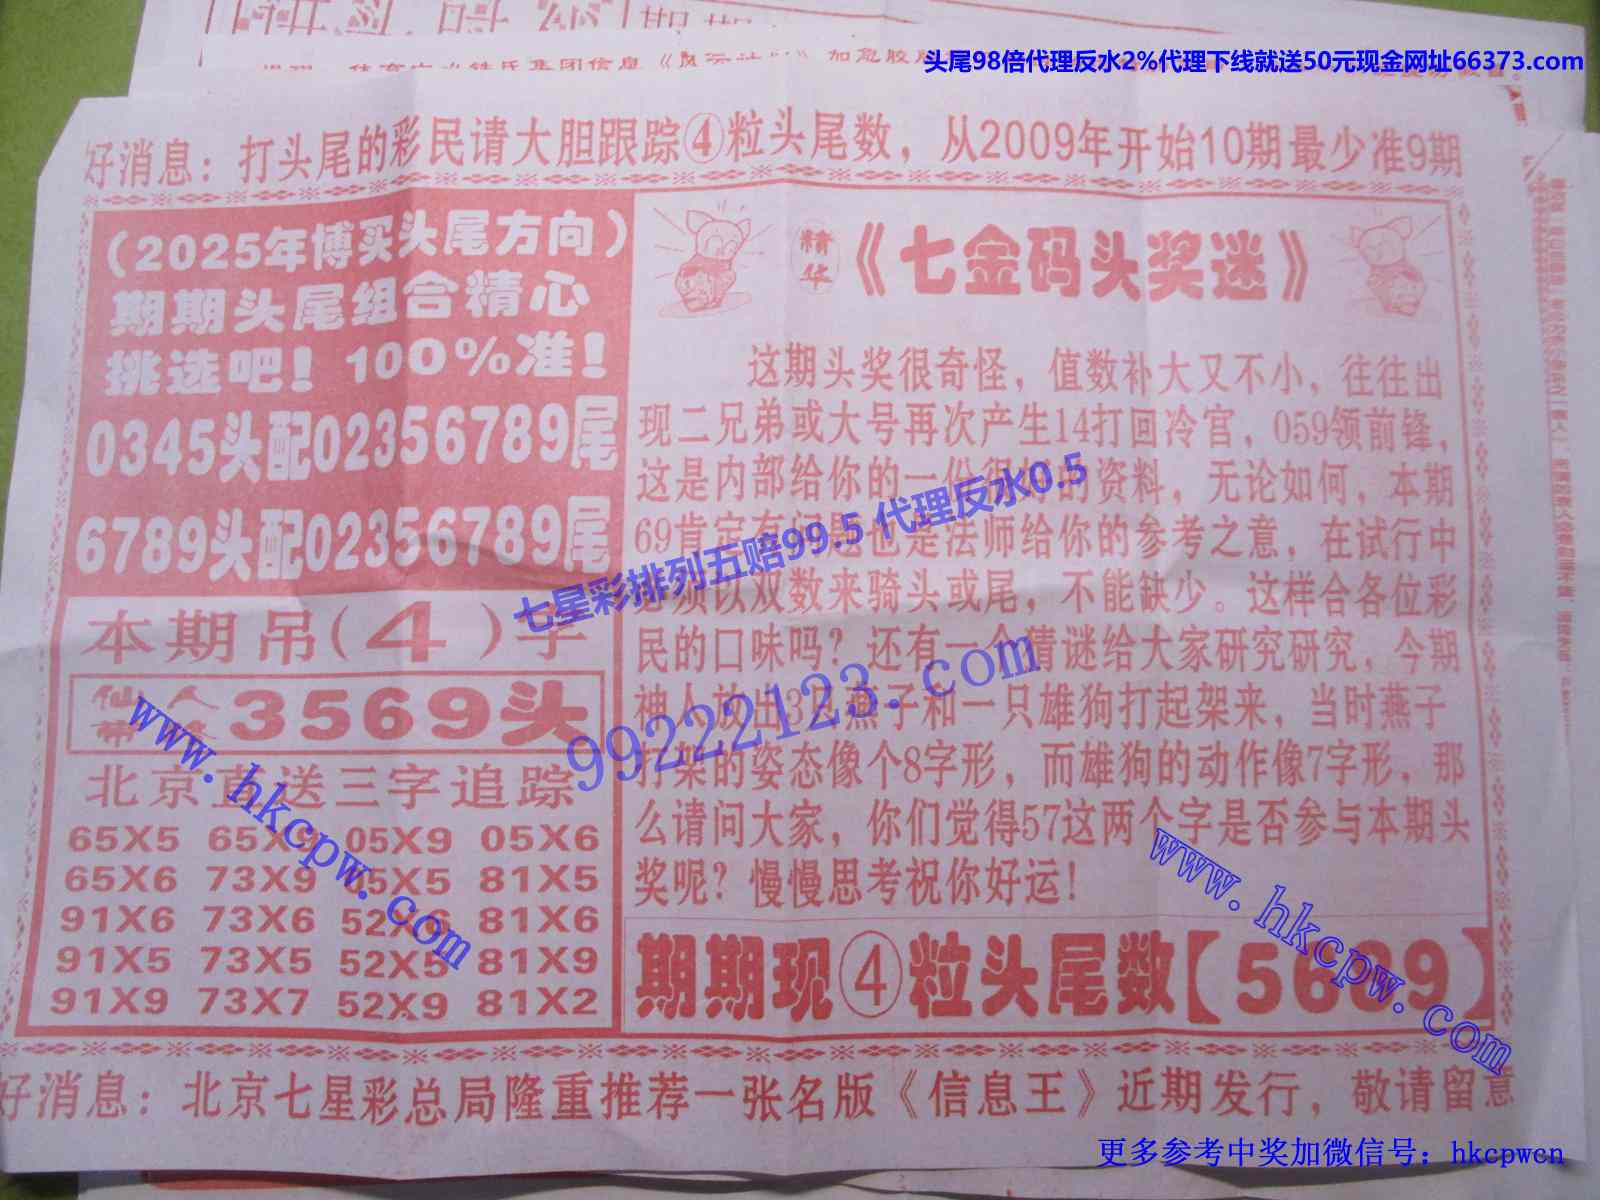 头尾98倍代理反水2%代理下线就送50元现金网址66373.com
好消息：打头尾的彩民请大胆跟踪④粒头尾数，从2009年开始10期最少准9期
（2025年博买头尾方向）
期期头尾组合精心
挑选吧！100%准！
0345头配02356789尾
6789头配02356789尾
本期吊（4）字
3569头
北京直送三字追踪
65X5 65X9 05X9 05X6
65X6 73X9 05X5 81X5
91X6 73X6 52X6 81X6
91X5 73X5 52X5 81X9
91X9 73X7 52X9 81X2
精华《七金码头奖迷》
这期头奖很奇怪，值数补大又不小，往往出
现二兄弟或大号再次产生14打回冷宫，059领前锋，
这是内部给你的一份很好的资料，无论如何，本期
69肯定有问题也是法师给你的参考之意，在试行中
必须以双数来骑头或尾，不能缺少。这样合各位彩
民的口味吗？还有一个猜谜给大家研究研究，今期
神人放出3只燕子和一只雄狗打起架来，当时燕子
打架的姿态像个8字形，而雄狗的动作像7字形，那
么请问大家，你们觉得57这两个字是否参与本期头
奖呢？慢慢思考祝你好运！
期期现④粒头尾数【5689】
好消息：北京七星彩总局隆重推荐一张名版《信息王》近期发行，敬请留意
七星彩排列五赔99.5 代理反水0.5
99222123.com
www.hkcpw.com
www.hkcpw.com
更多参考中奖加微信号：hkcpwcn